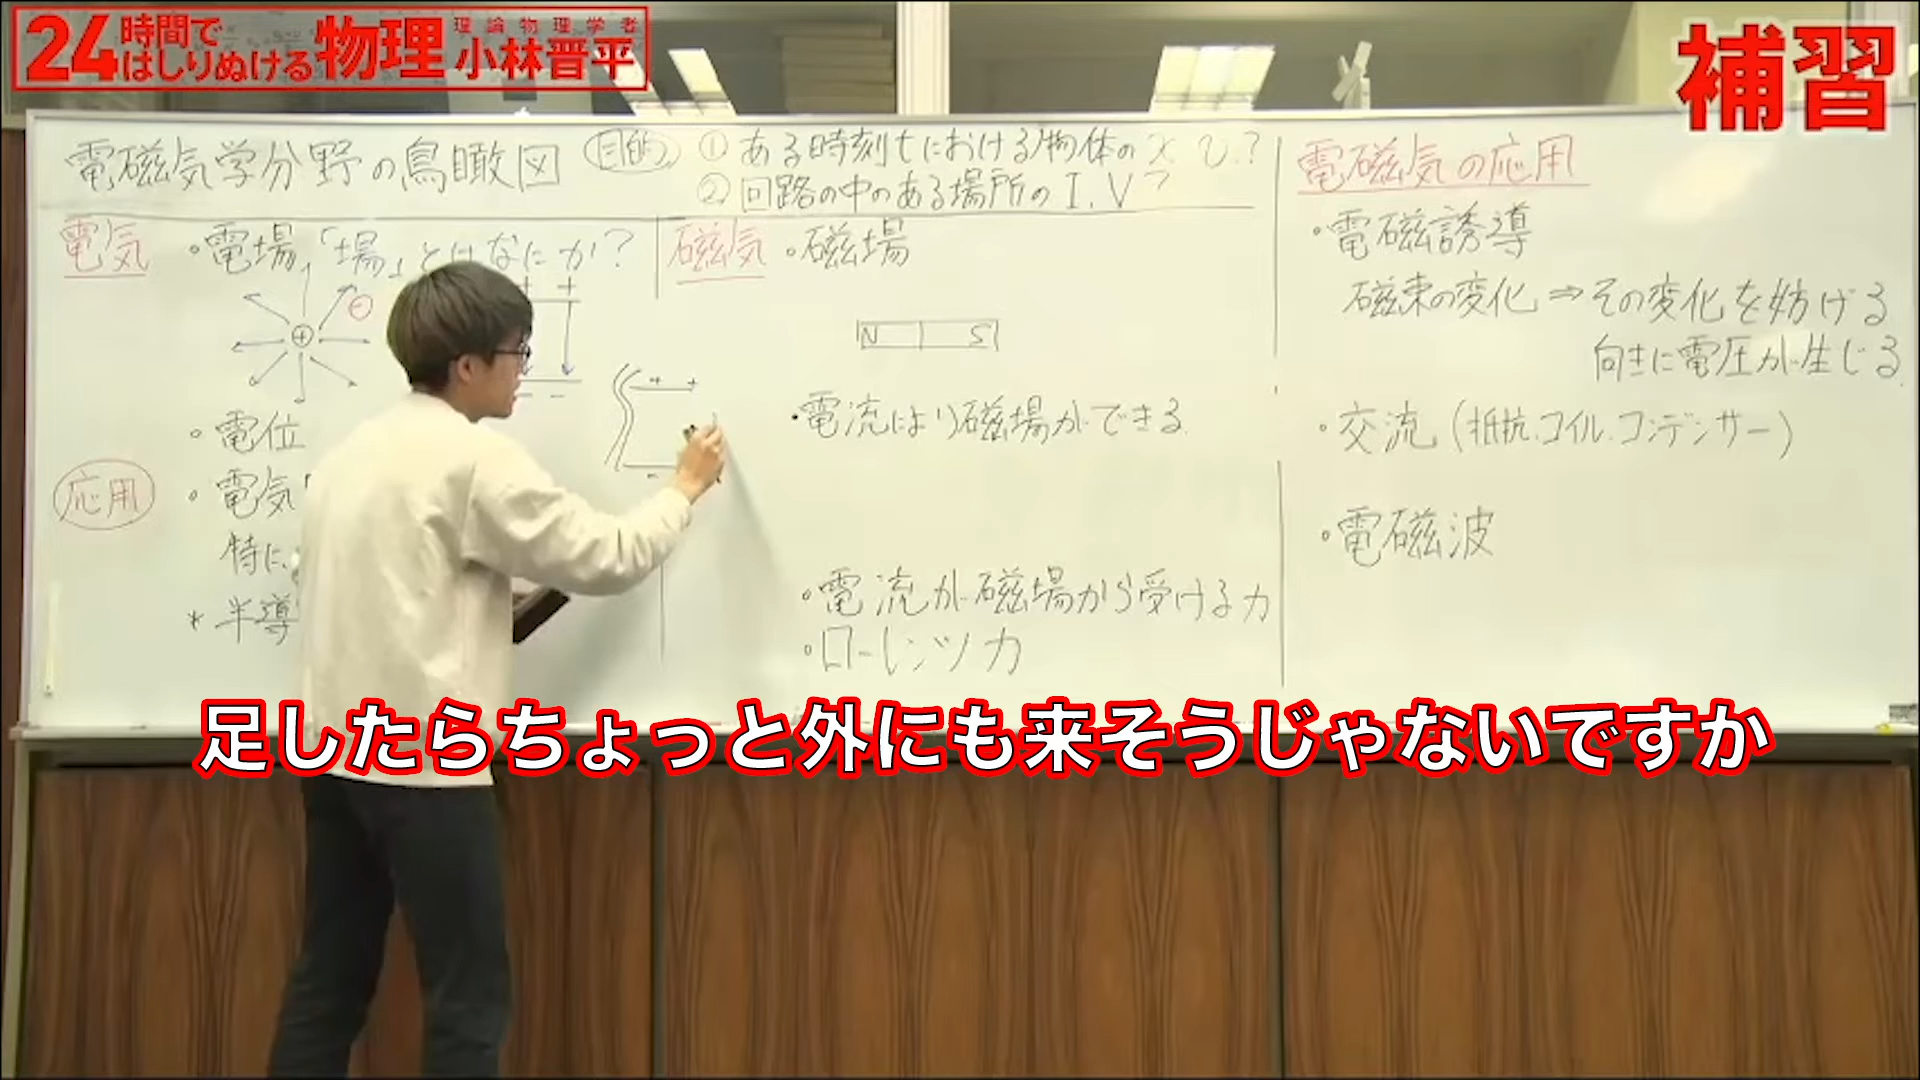 24時間で
はしりぬける物理
理論物理学者
小林晋平
補習
電磁気学分野の鳥瞰図
目的
① ある時刻tにおける物体の x, v.?
② 回路の中のある場所の I, V?
電気
・電場「場」とはなにか?
+ +
⊖
⊕
- -
・電位
応用
・電気
特に、
* 半導
+ +
-
磁気
・磁場
N S
・電流により磁場ができる
・電流が磁場から受ける力
・ローレンツ力
電磁気の応用
・電磁誘導
磁束の変化 ⇒ その変化を妨げる
向きに電圧が生じる
・交流 (抵抗、コイル、コンデンサー)
・電磁波
足したらちょっと外にも来そうじゃないですか